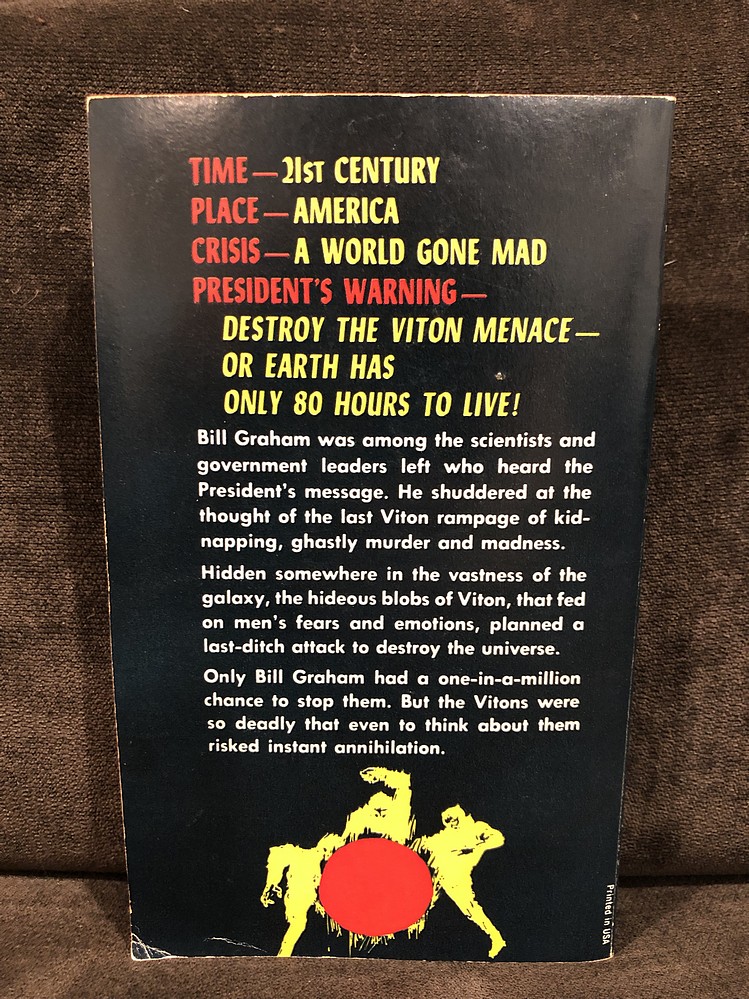 TIME—21ST CENTURY
PLACE—AMERICA
CRISIS—A WORLD GONE MAD
PRESIDENT'S WARNING—
DESTROY THE VITON MENACE—
OR EARTH HAS
ONLY 80 HOURS TO LIVE!
Bill Graham was among the scientists and
government leaders left who heard the
President's message. He shuddered at the
thought of the last Viton rampage of kid-
napping, ghastly murder and madness.
Hidden somewhere in the vastness of the
galaxy, the hideous blobs of Viton, that fed
on men's fears and emotions, planned a
last-ditch attack to destroy the universe.
Only Bill Graham had a one-in-a-million
chance to stop them. But the Vitons were
so deadly that even to think about them
risked instant annihilation.
Printed in USA